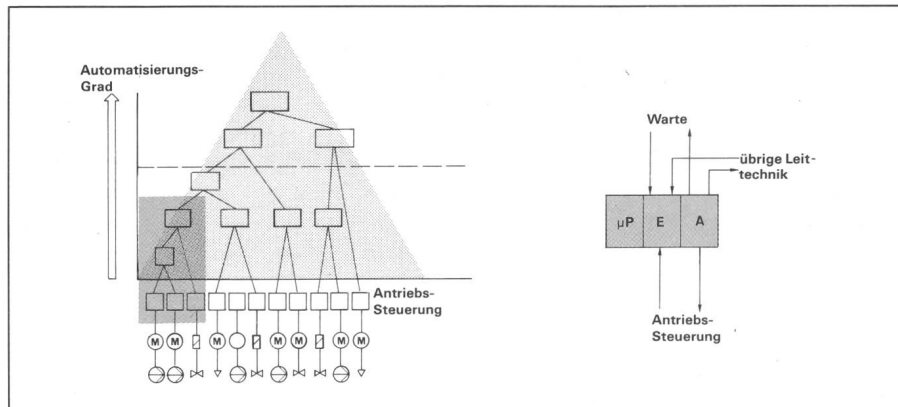 Automatisierungs-
Grad
Antriebs-
Steuerung
M
M
M
M
M
M
M
Warte
übrige Leit-
technik
µP
E
A
Antriebs-
Steuerung